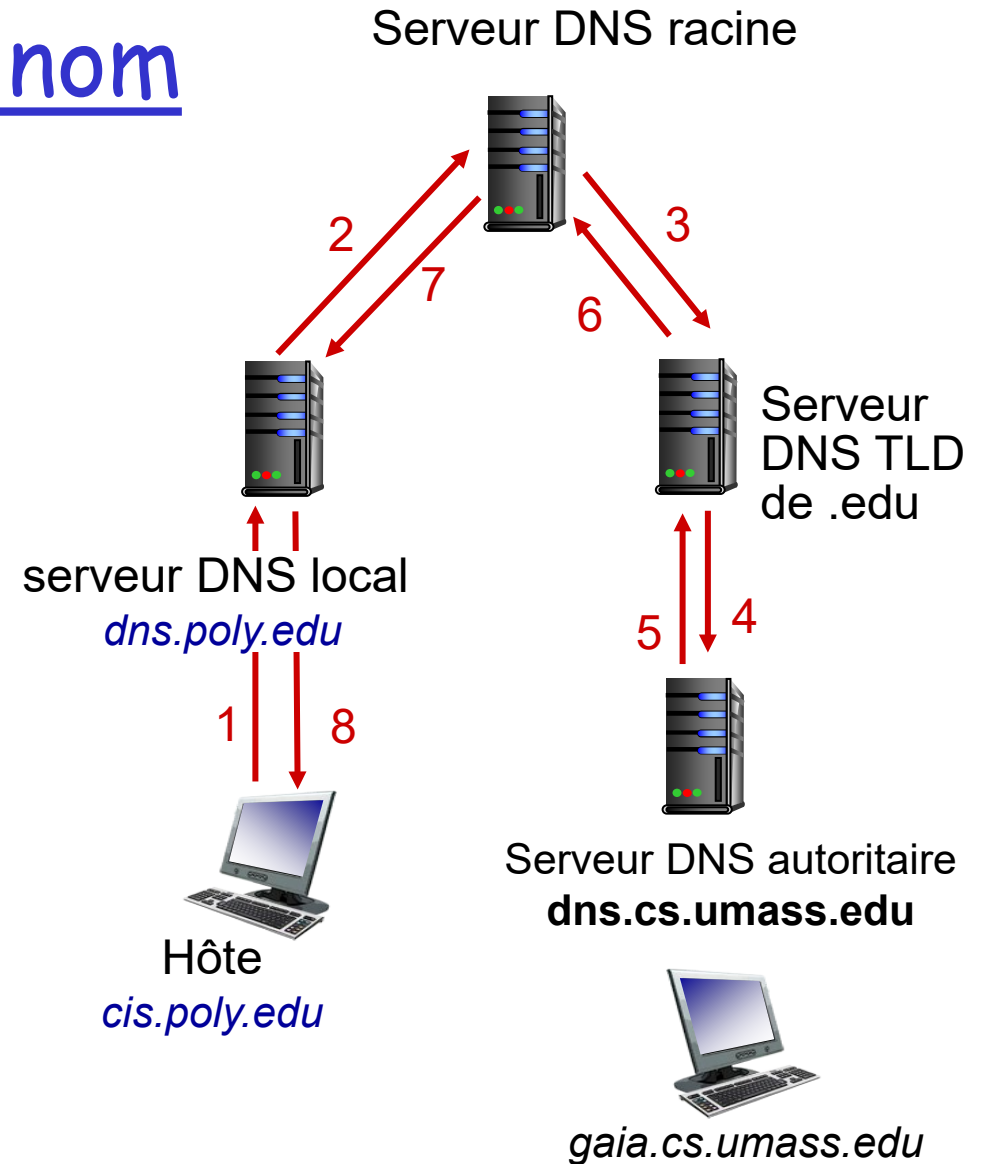 nom
Serveur DNS racine
2
7
3
6
Serveur
DNS TLD
de .edu
serveur DNS local
dns.poly.edu
5
4
1
8
Serveur DNS autoritaire
dns.cs.umass.edu
Hôte
cis.poly.edu
gaia.cs.umass.edu